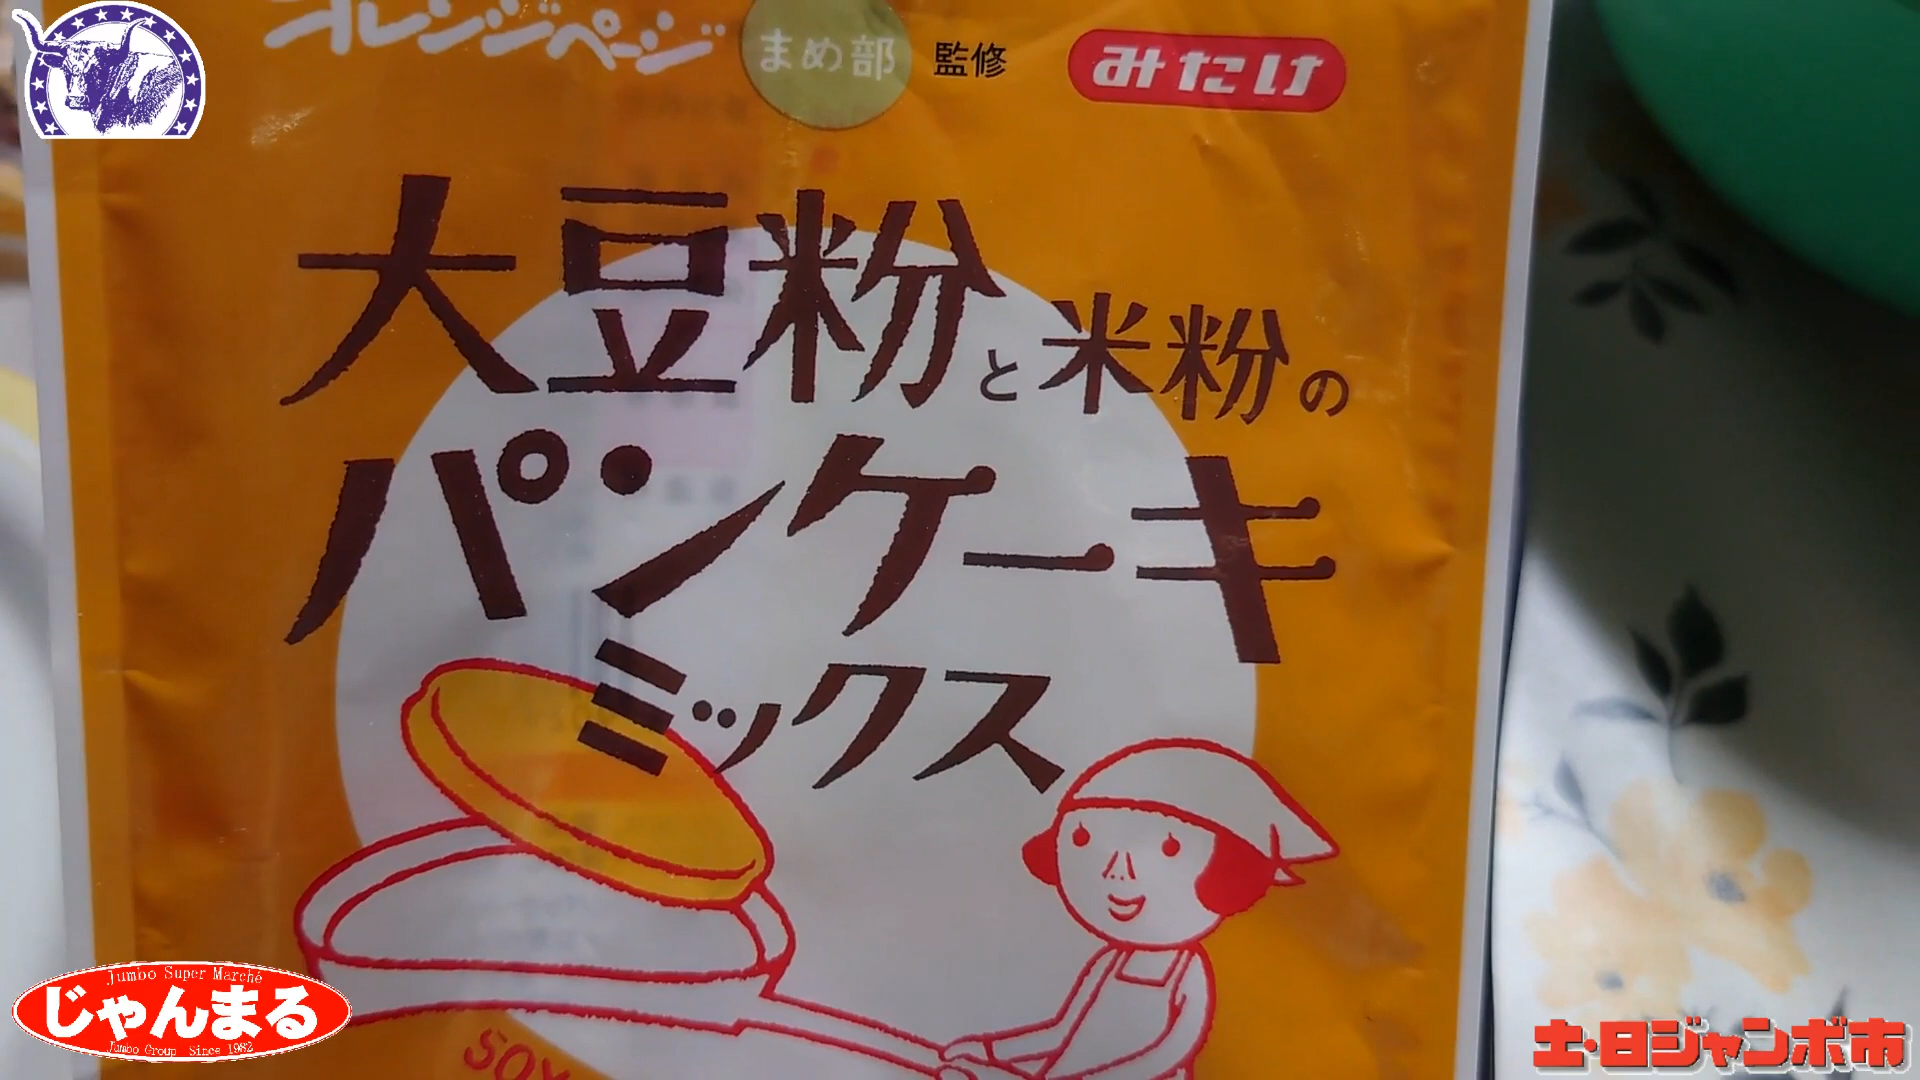 オレンジページ まめ部 監修 みたけ
大豆粉と米粉の
パンケーキ
ミックス
SOY
Jumbo Super Marché
じゃんまる
Jumbo Group Since 1982
土・日ジャンボ市